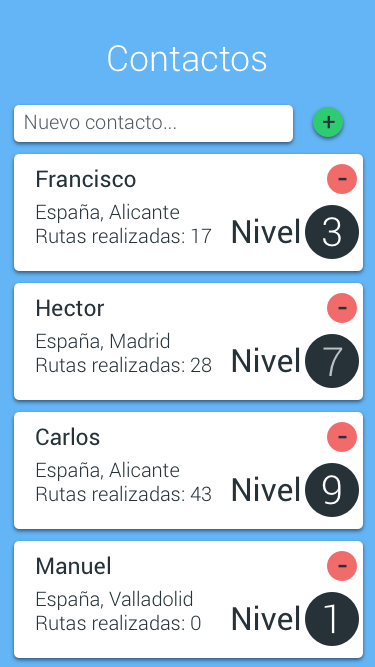 Contactos
Nuevo contacto...
+
Francisco
-
España, Alicante
Rutas realizadas: 17
Nivel 3
Hector
-
España, Madrid
Rutas realizadas: 28
Nivel 7
Carlos
-
España, Alicante
Rutas realizadas: 43
Nivel 9
Manuel
-
España, Valladolid
Rutas realizadas: 0
Nivel 1